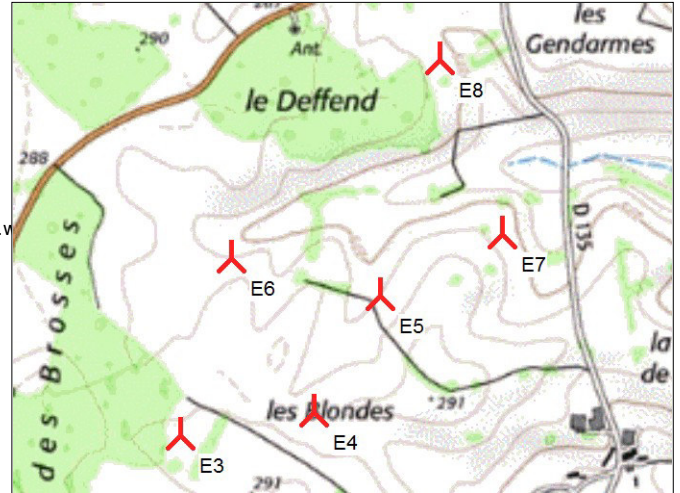 les
Gendarmes
290
Ant.
E8
le Deffend
288
D 135
E7
E6
E5
des Brosses
la
de
les Blondes
291
E4
E3
291
1